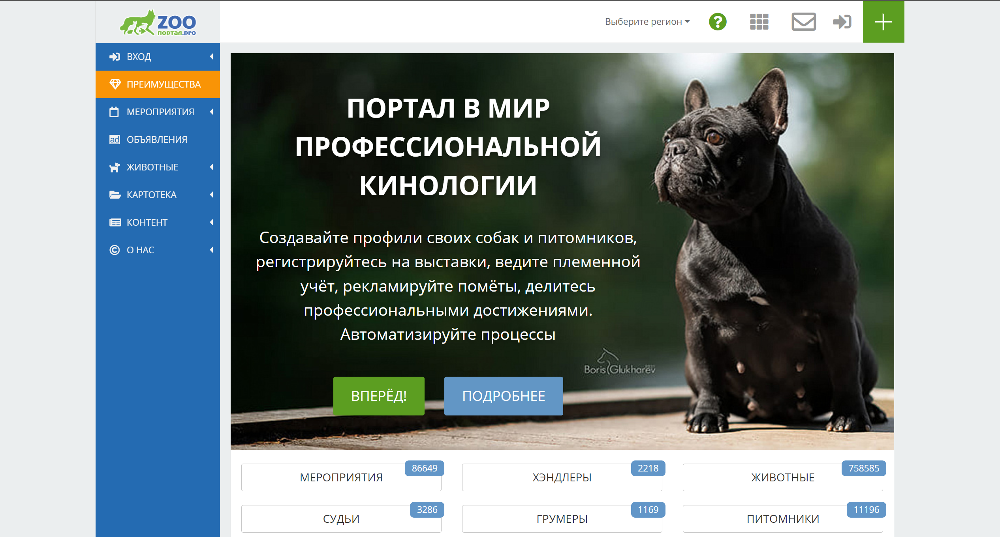 ZOO
портал.pro
Выберите регион
ВХОД
ПРЕИМУЩЕСТВА
МЕРОПРИЯТИЯ
ad ОБЪЯВЛЕНИЯ
ЖИВОТНЫЕ
КАРТОТЕКА
КОНТЕНТ
О НАС
ПОРТАЛ В МИР
ПРОФЕССИОНАЛЬНОЙ
КИНОЛОГИИ
Создавайте профили своих собак и питомников,
регистрируйтесь на выставки, ведите племенной
учёт, рекламируйте помёты, делитесь
профессиональными достижениями.
Автоматизируйте процессы
Boris Glukharev
ВПЕРЁД!
ПОДРОБНЕЕ
МЕРОПРИЯТИЯ 86649
ХЭНДЛЕРЫ 2218
ЖИВОТНЫЕ 758585
СУДЬИ 3286
ГРУМЕРЫ 1169
ПИТОМНИКИ 11196